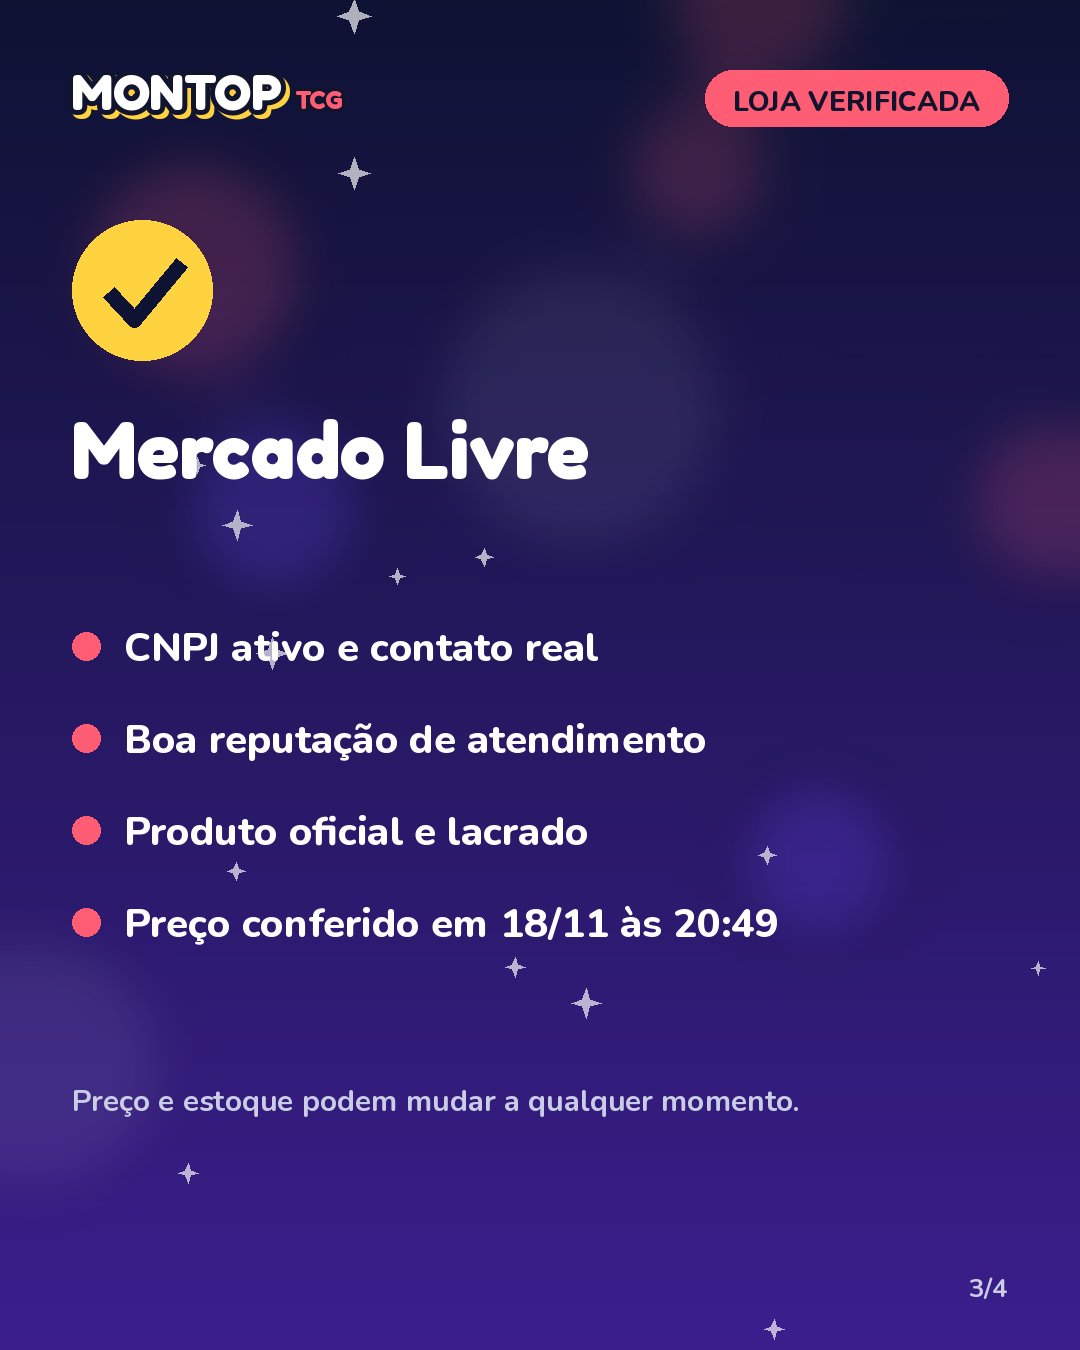 MONTOP TCG
LOJA VERIFICADA
Mercado Livre
CNPJ ativo e contato real
Boa reputação de atendimento
Produto oficial e lacrado
Preço conferido em 18/11 às 20:49
Preço e estoque podem mudar a qualquer momento.
3/4